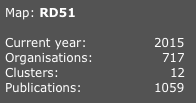 Map: RD51
Current year: 2015
Organisations: 717
Clusters: 12
Publications: 1059